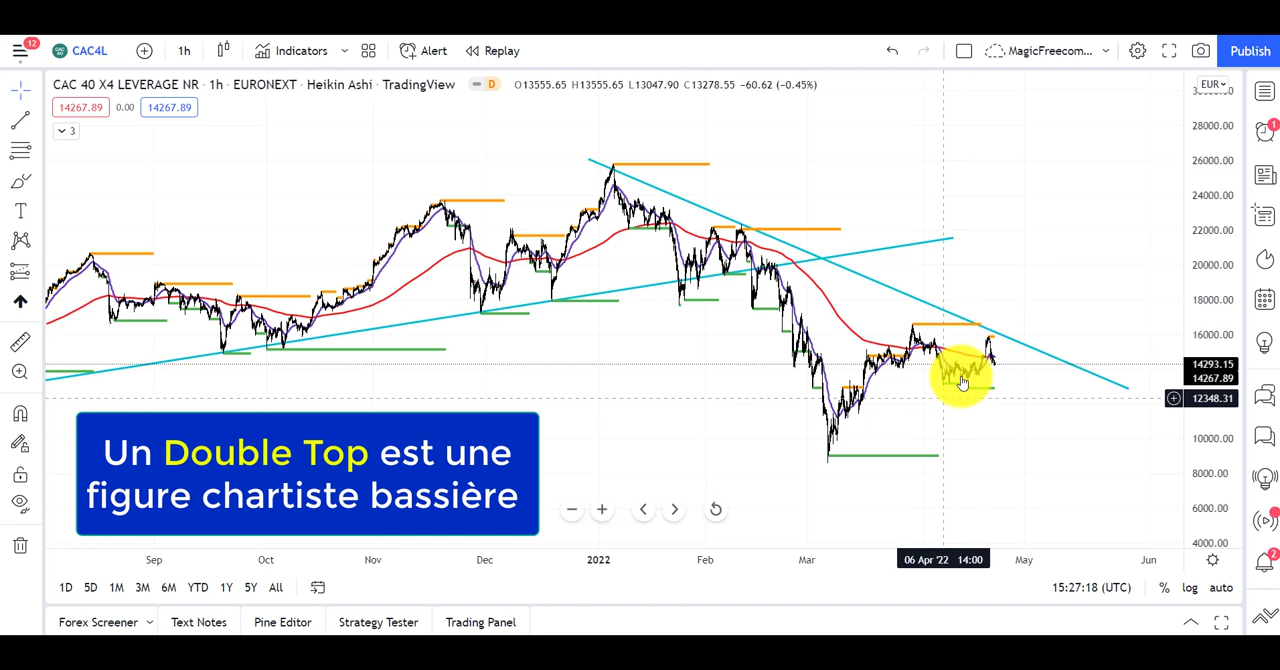 12
CAC4L
1h
Indicators
Alert
Replay
MagicFreecom...
Publish
CAC 40 X4 LEVERAGE NR · 1h · EURONEXT · Heikin Ashi · TradingView
D
O13555.65 H13555.65 L13047.90 C13278.55 −60.62 (−0.45%)
EUR
14267.89
0.00
14267.89
3
28000.00
26000.00
24000.00
22000.00
20000.00
18000.00
16000.00
14293.15
14267.89
12348.31
10000.00
8000.00
6000.00
4000.00
1
2
Un Double Top est une
figure chartiste bassière
Sep
Oct
Nov
Dec
2022
Feb
Mar
06 Apr '22 14:00
May
Jun
1D
5D
1M
3M
6M
YTD
1Y
5Y
All
15:27:18 (UTC)
%
log
auto
Forex Screener
Text Notes
Pine Editor
Strategy Tester
Trading Panel